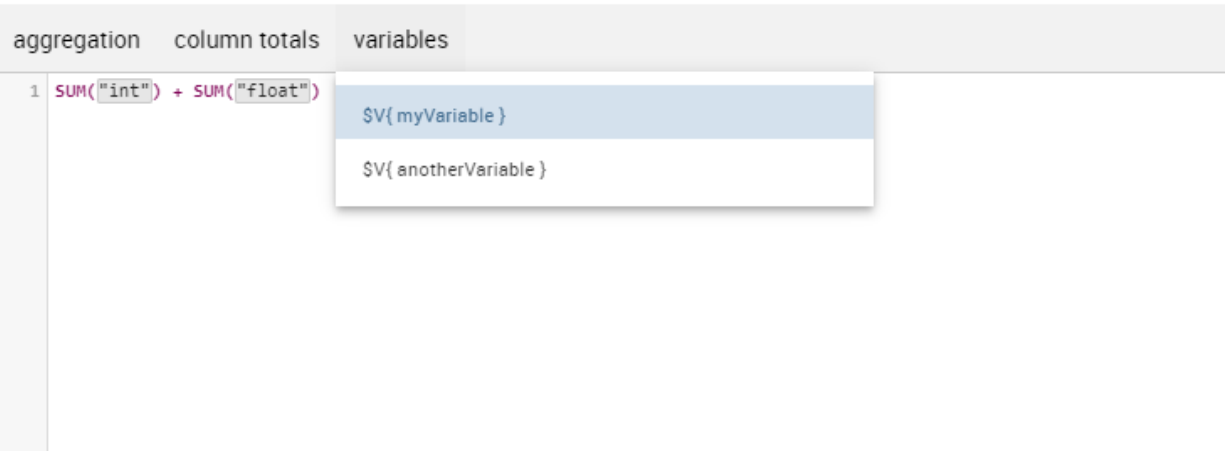 aggregation column totals variables
1 SUM("int") + SUM("float")
$V{ myVariable }
$V{ anotherVariable }